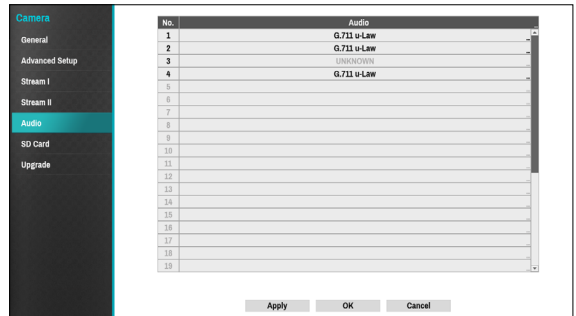 Camera
General
Advanced Setup
Stream I
Stream II
Audio
SD Card
Upgrade
No. Audio
1 G.711 u-Law
2 G.711 u-Law
3 UNKNOWN
4 G.711 u-Law
5
6
7
8
9
10
11
12
13
14
15
16
17
18
19
Apply OK Cancel